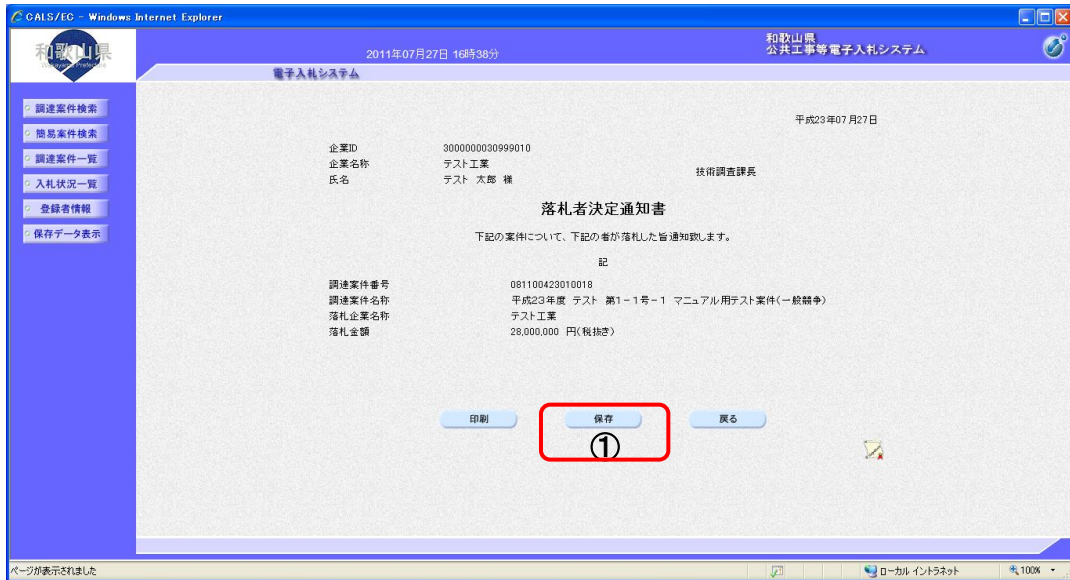 CALS/EC - Windows Internet Explorer
和歌山県
Wakayama Prefecture
2011年07月27日 16時38分
和歌山県
公共工事等電子入札システム
電子入札システム
調達案件検索
簡易案件検索
調達案件一覧
入札状況一覧
登録者情報
保存データ表示
平成23年07月27日
企業ID 3000000030999010
企業名称 テスト工業
氏名 テスト 太郎 様
技術調査課長
落札者決定通知書
下記の案件について、下記の者が落札した旨通知致します。
記
調達案件番号 081100423010018
調達案件名称 平成23年度 テスト 第1-1号-1 マニュアル用テスト案件(一般競争)
落札企業名称 テスト工業
落札金額 28,000,000 円(税抜き)
印刷 保存 戻る
①
ページが表示されました ローカル イントラネット 100%